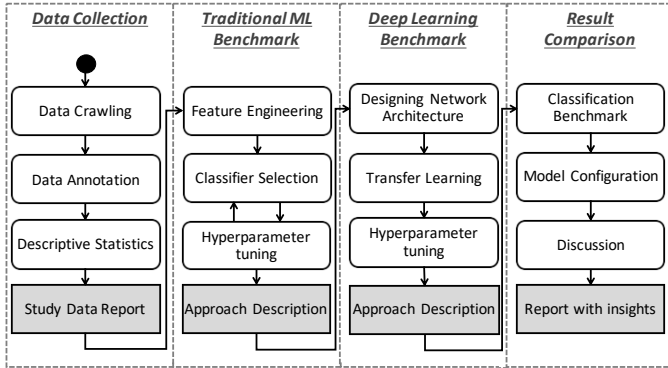 Data Collection
Data Crawling
Data Annotation
Descriptive Statistics
Study Data Report
Traditional ML
Benchmark
Feature Engineering
Classifier Selection
Hyperparameter
tuning
Approach Description
Deep Learning
Benchmark
Designing Network
Architecture
Transfer Learning
Hyperparameter
tuning
Approach Description
Result
Comparison
Classification
Benchmark
Model Configuration
Discussion
Report with insights